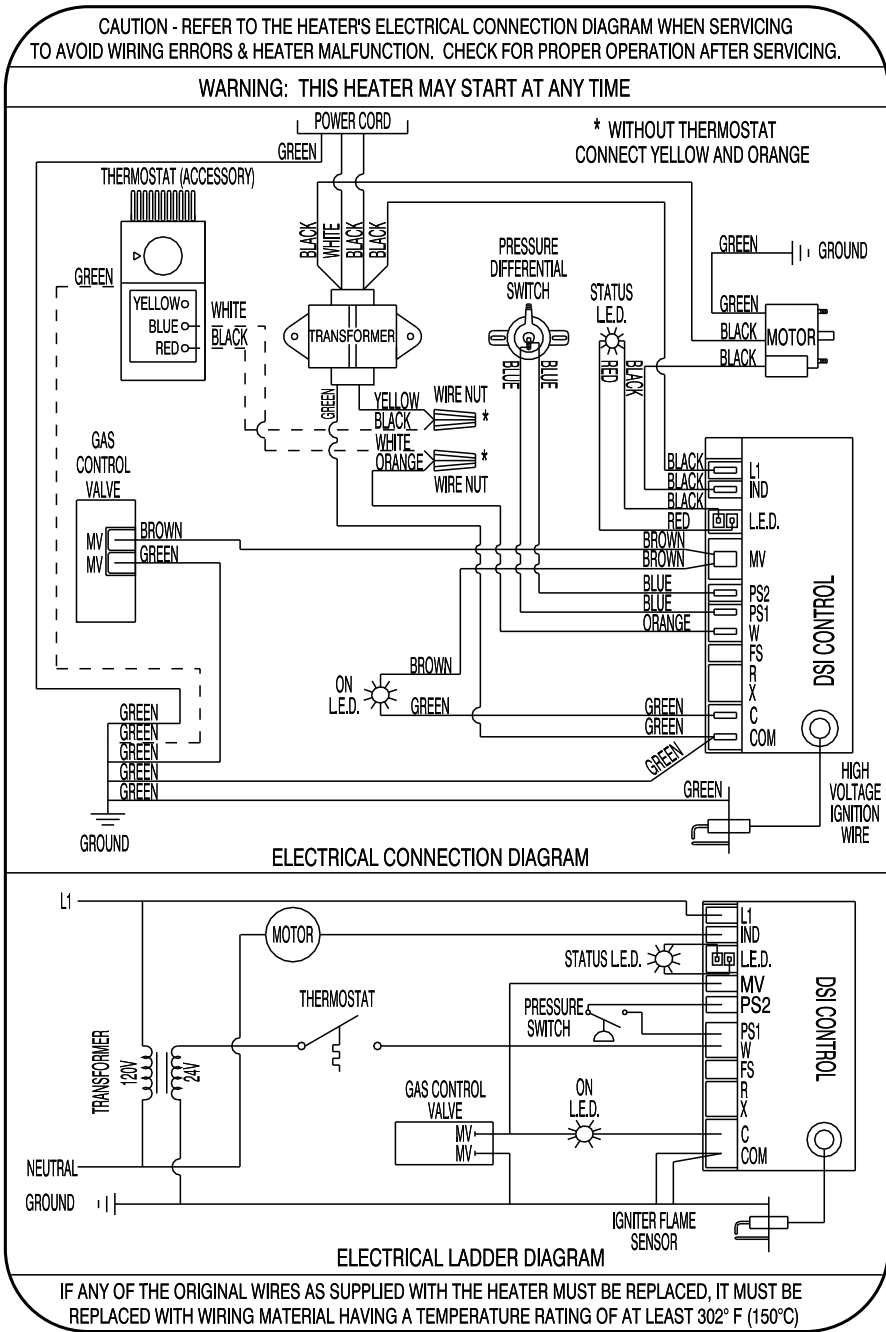 CAUTION - REFER TO THE HEATER'S ELECTRICAL CONNECTION DIAGRAM WHEN SERVICING
TO AVOID WIRING ERRORS & HEATER MALFUNCTION. CHECK FOR PROPER OPERATION AFTER SERVICING.
WARNING: THIS HEATER MAY START AT ANY TIME
POWER CORD
GREEN
* WITHOUT THERMOSTAT
CONNECT YELLOW AND ORANGE
THERMOSTAT (ACCESSORY)
BLACK
WHITE
BLACK
BLACK
PRESSURE
DIFFERENTIAL
SWITCH
GREEN
GROUND
GREEN
STATUS
L.E.D.
YELLOW
BLUE
RED
WHITE
BLACK
TRANSFORMER
GREEN
BLACK
MOTOR
BLACK
BLUE
BLUE
RED
BLACK
GREEN
YELLOW
BLACK
WIRE NUT
*
WHITE
ORANGE
*
WIRE NUT
GAS
CONTROL
VALVE
MV
MV
BROWN
GREEN
BLACK
BLACK
BLACK
RED
BROWN
BROWN
BLUE
BLUE
ORANGE
L1
IND
L.E.D.
MV
PS2
PS1
W
FS
R
X
C
COM
DSI CONTROL
BROWN
ON
L.E.D.
GREEN
GREEN
GREEN
GREEN
GREEN
GREEN
GREEN
GREEN
GREEN
GREEN
GREEN
GROUND
HIGH
VOLTAGE
IGNITION
WIRE
ELECTRICAL CONNECTION DIAGRAM
L1
MOTOR
STATUS L.E.D.
L1
IND
L.E.D.
MV
PS2
PS1
W
FS
R
X
C
COM
DSI CONTROL
THERMOSTAT
PRESSURE
SWITCH
TRANSFORMER
120V
24V
GAS CONTROL
VALVE
MV
MV
ON
L.E.D.
NEUTRAL
GROUND
IGNITER FLAME
SENSOR
ELECTRICAL LADDER DIAGRAM
IF ANY OF THE ORIGINAL WIRES AS SUPPLIED WITH THE HEATER MUST BE REPLACED, IT MUST BE
REPLACED WITH WIRING MATERIAL HAVING A TEMPERATURE RATING OF AT LEAST 302° F (150°C)